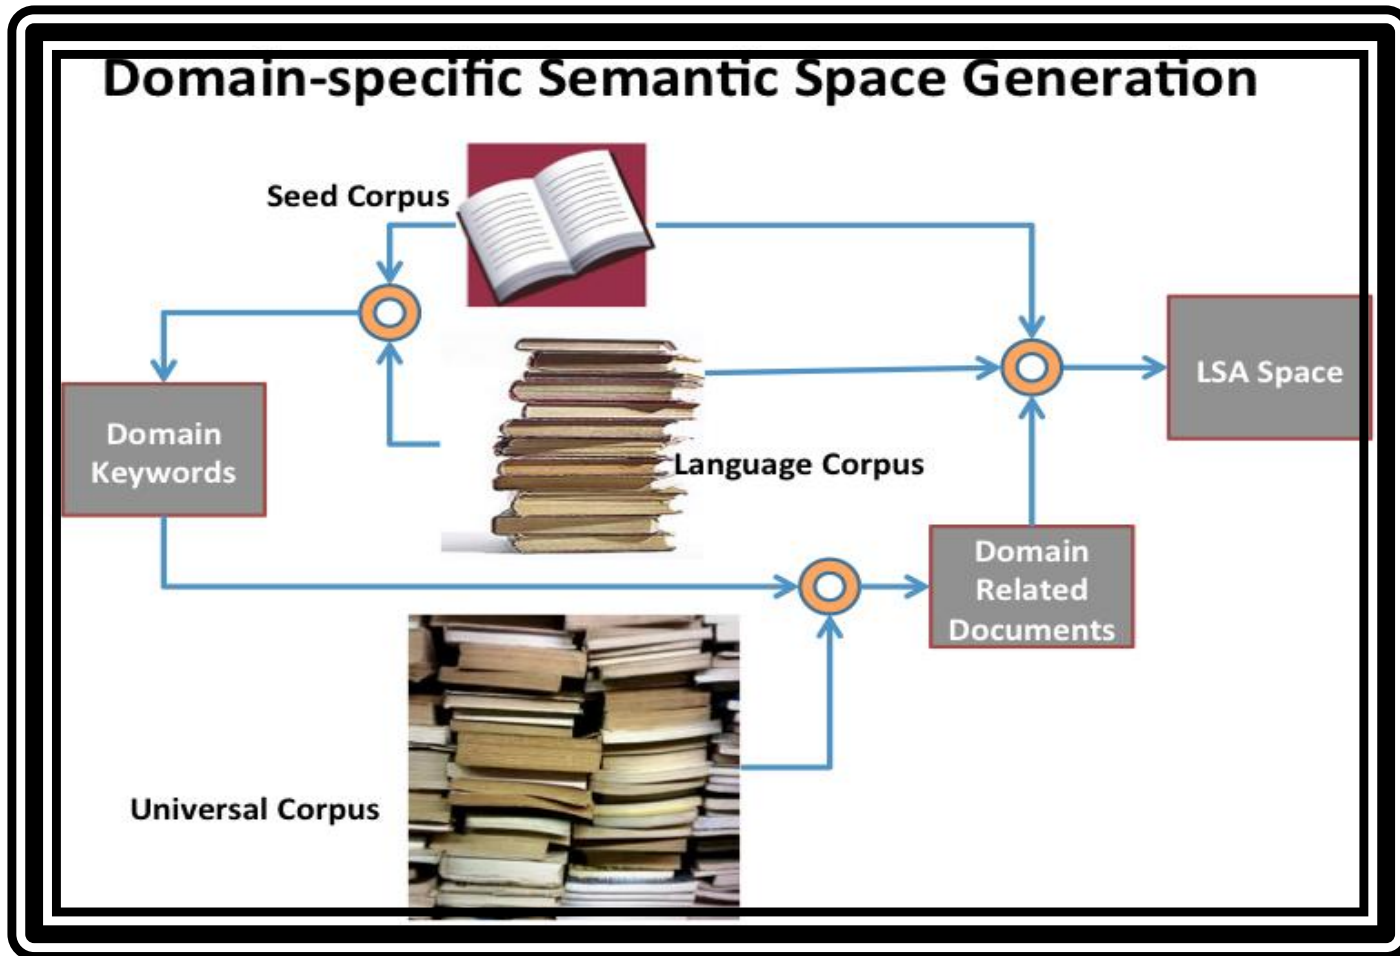 Domain-specific Semantic Space Generation
Seed Corpus
LSA Space
Domain
Keywords
Language Corpus
Domain
Related
Documents
Universal Corpus